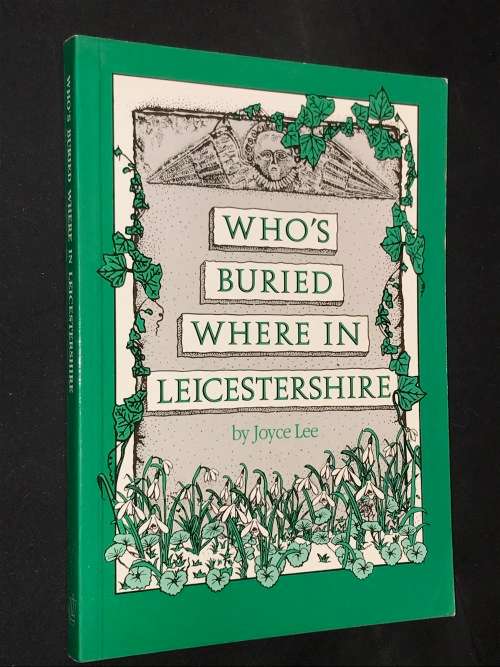 WHO'S
BURIED
WHERE IN
LEICESTERSHIRE
by Joyce Lee
WHO'S BURIED WHERE IN LEICESTERSHIRE